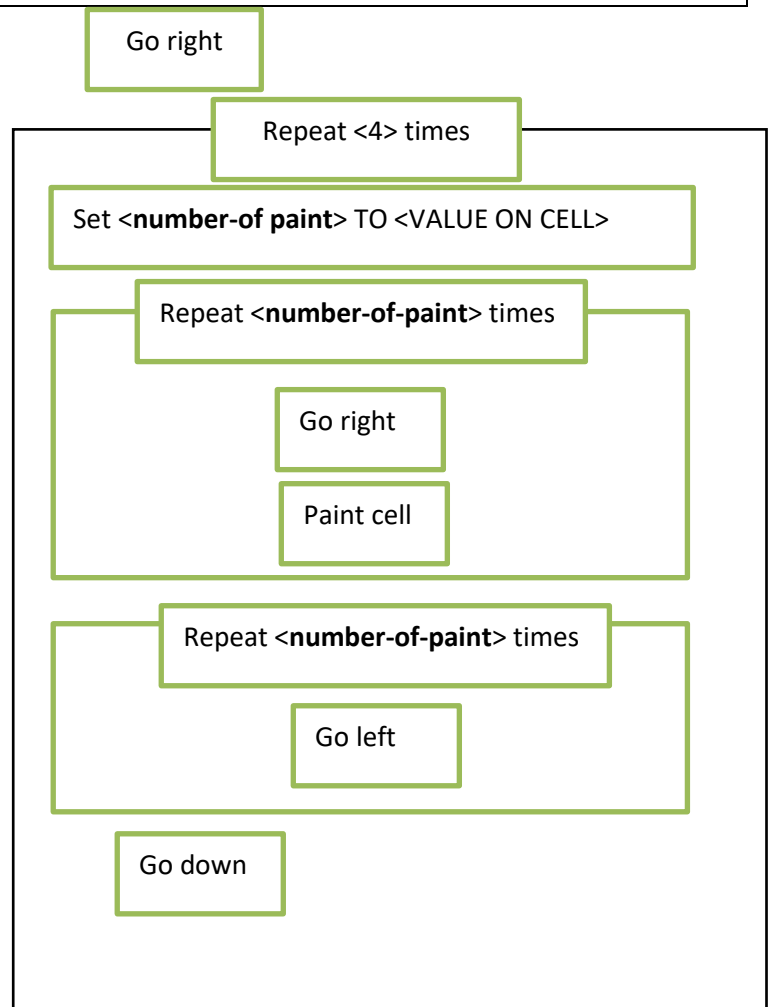 Go right
Repeat <4> times
Set <number-of paint> TO <VALUE ON CELL>
Repeat <number-of-paint> times
Go right
Paint cell
Repeat <number-of-paint> times
Go left
Go down